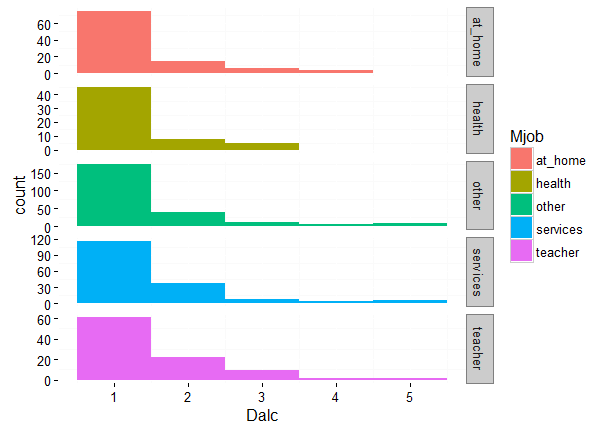 60
40
20
0
at_home
40
30
20
10
0
health
150
100
50
0
other
120
90
60
30
0
services
60
40
20
0
teacher
count
1 2 3 4 5
Dalc
Mjob
at_home
health
other
services
teacher